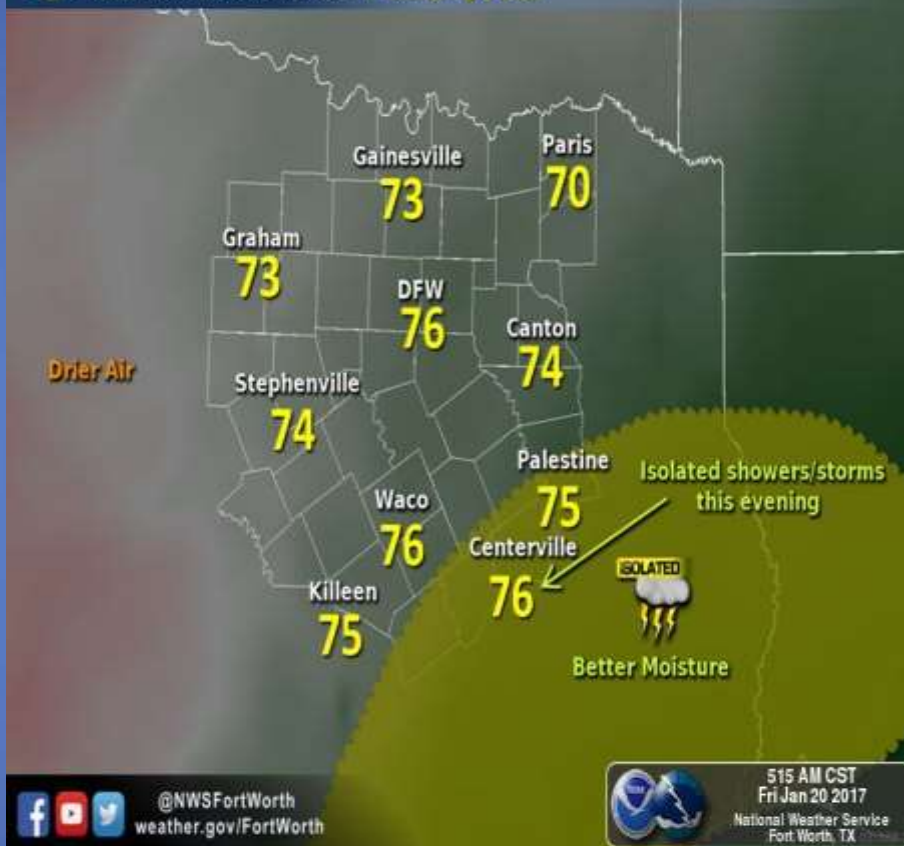 Gainesville
73
Paris
70
Graham
73
DFW
76
Canton
74
Drier Air
Stephenville
74
Palestine
75
Isolated showers/storms
this evening
Waco
76
Centerville
76
ISOLATED
Killeen
75
Better Moisture
@NWSFortWorth
weather.gov/FortWorth
515 AM CST
Fri Jan 20 2017
National Weather Service
Fort Worth, TX